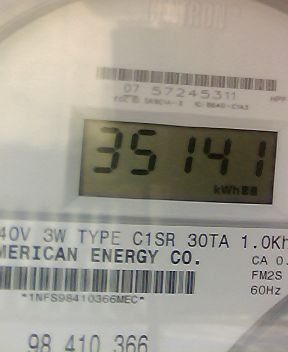 07 57245311
35141
kWh
40V 3W TYPE C1SR 30TA 1.0Kh
MERICAN ENERGY CO.
CA 0.
FM2S
60Hz
*1NFS98410366MEC*
98 410 366